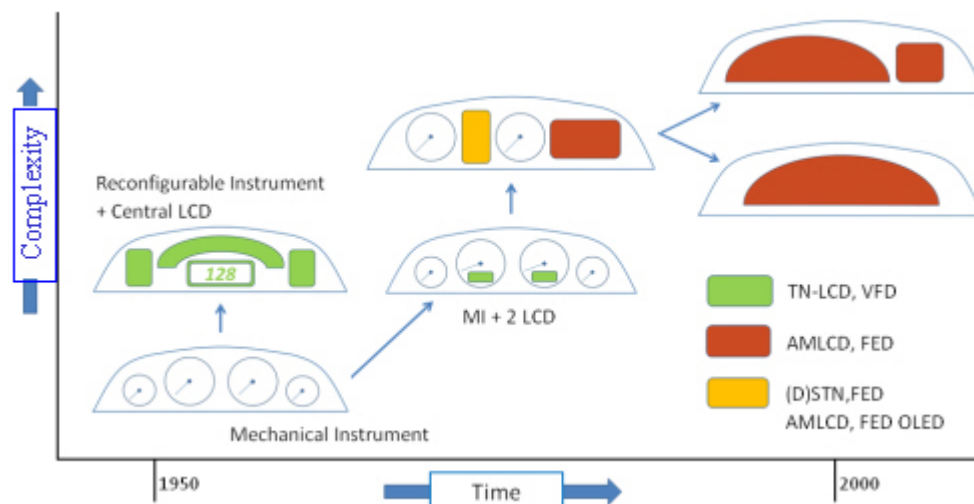 Complexity
Reconfigurable Instrument
+ Central LCD
128
MI + 2 LCD
Mechanical Instrument
TN-LCD, VFD
AMLCD, FED
(D)STN,FED
AMLCD, FED OLED
1950
Time
2000